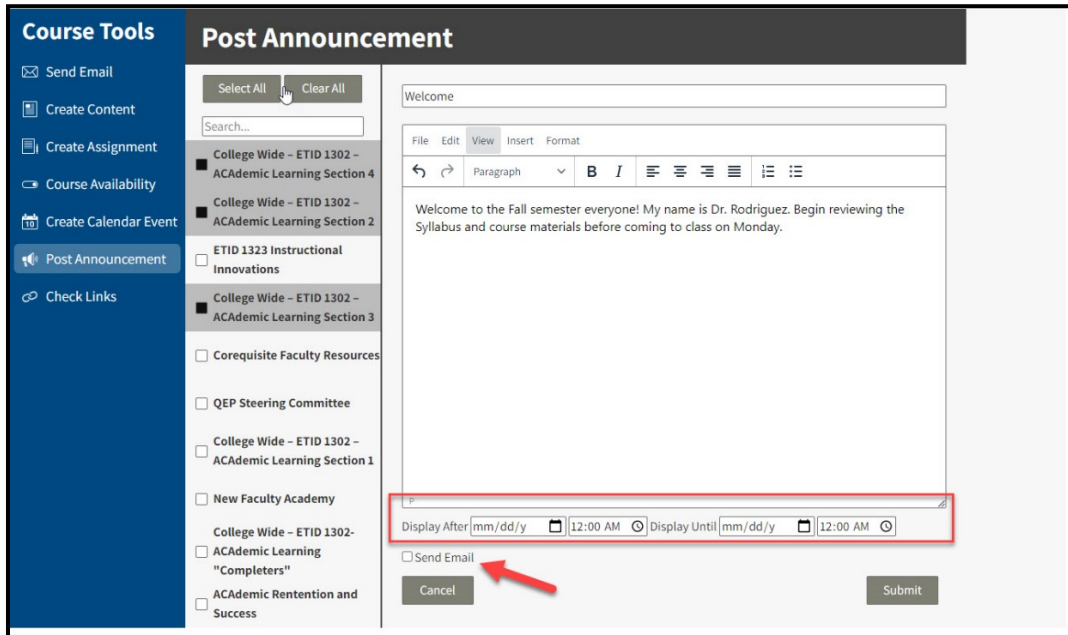 Course Tools
Send Email
Create Content
Create Assignment
Course Availability
10
Create Calendar Event
Post Announcement
Check Links
Post Announcement
Select All
Clear All
Search...
College Wide – ETID 1302 –
ACAdemic Learning Section 4
College Wide – ETID 1302 –
ACAdemic Learning Section 2
ETID 1323 Instructional
Innovations
College Wide – ETID 1302 –
ACAdemic Learning Section 3
Corequisite Faculty Resources
QEP Steering Committee
College Wide – ETID 1302 –
ACAdemic Learning Section 1
New Faculty Academy
College Wide – ETID 1302-
ACAdemic Learning
"Completers"
ACAdemic Rentention and
Success
Welcome
File Edit View Insert Format
Paragraph B I
Welcome to the Fall semester everyone! My name is Dr. Rodriguez. Begin reviewing the
Syllabus and course materials before coming to class on Monday.
P
Display After mm/dd/y 12:00 AM Display Until mm/dd/y 12:00 AM
Send Email
Cancel
Submit